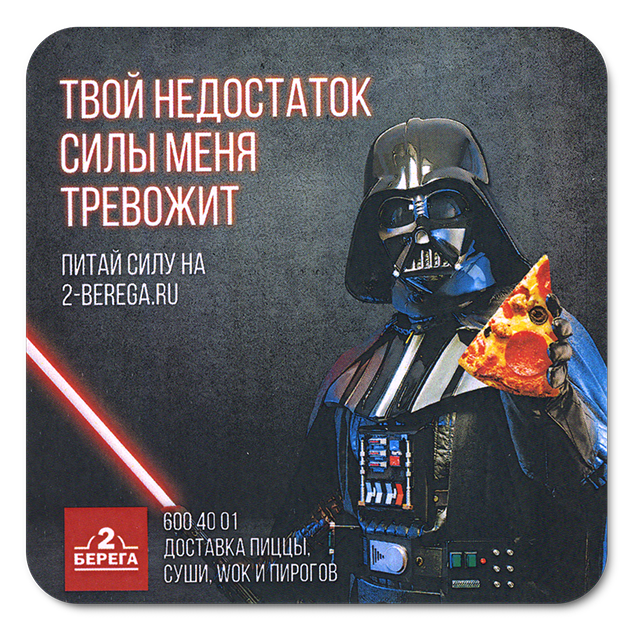 ТВОЙ НЕДОСТАТОК
СИЛЫ МЕНЯ
ТРЕВОЖИТ
ПИТАЙ СИЛУ НА
2-BEREGA.RU
2
БЕРЕГА
600 40 01
ДОСТАВКА ПИЦЦЫ,
СУШИ, WOK И ПИРОГОВ